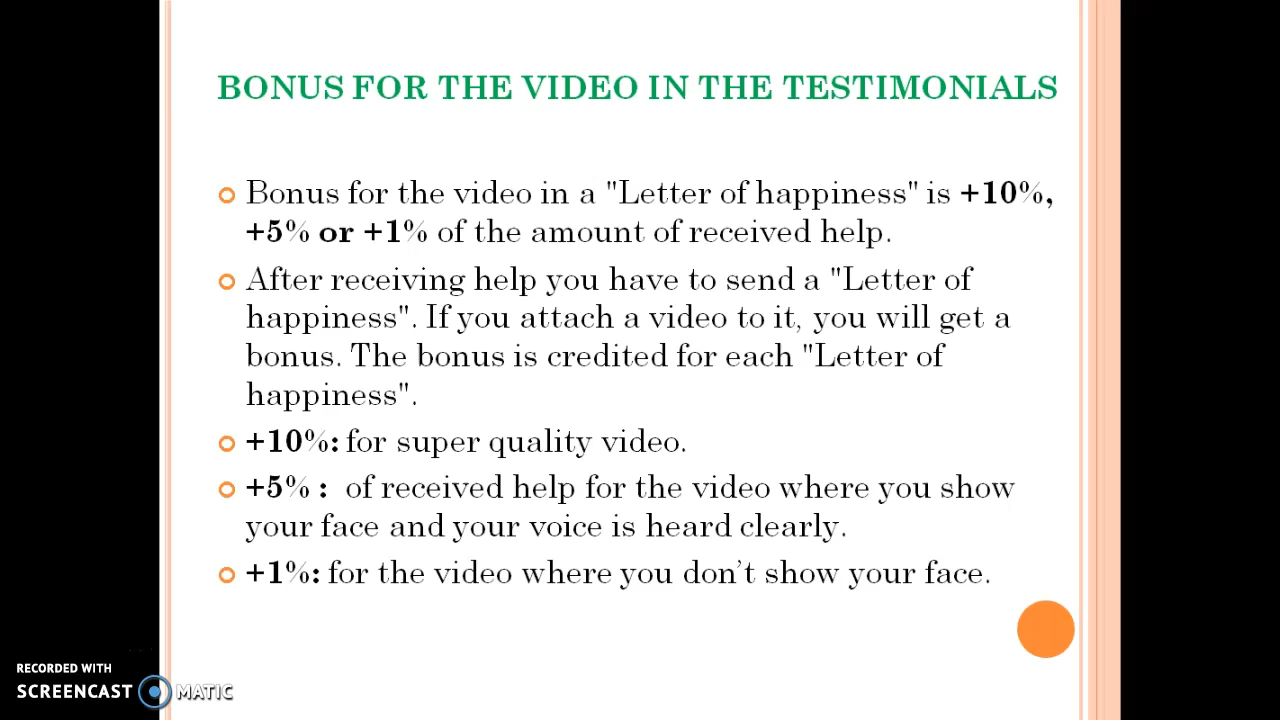 BONUS FOR THE VIDEO IN THE TESTIMONIALS
Bonus for the video in a "Letter of happiness" is +10%,
+5% or +1% of the amount of received help.
After receiving help you have to send a "Letter of
happiness". If you attach a video to it, you will get a
bonus. The bonus is credited for each "Letter of
happiness".
+10%: for super quality video.
+5% :  of received help for the video where you show
your face and your voice is heard clearly.
+1%: for the video where you don’t show your face.
RECORDED WITH
SCREENCAST MATIC